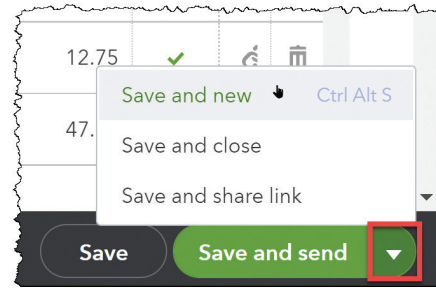 12.75
Save and new Ctrl Alt S
47.
Save and close
Save and share link
Save Save and send